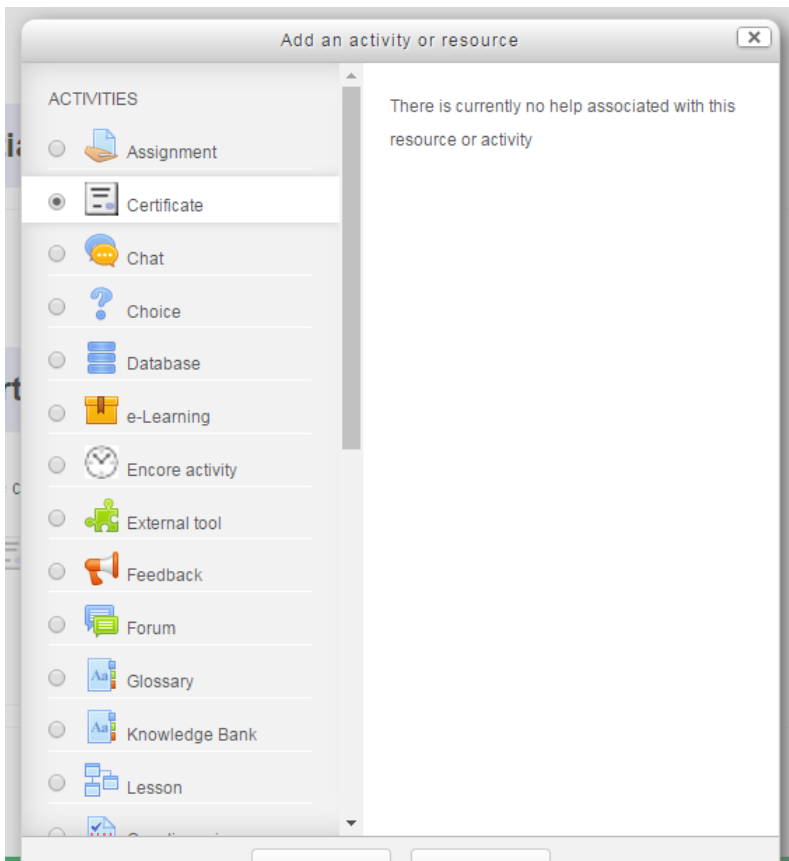 Add an activity or resource
ACTIVITIES
Assignment
Certificate
Chat
Choice
Database
e-Learning
Encore activity
External tool
Feedback
Forum
Glossary
Knowledge Bank
Lesson
There is currently no help associated with this
resource or activity